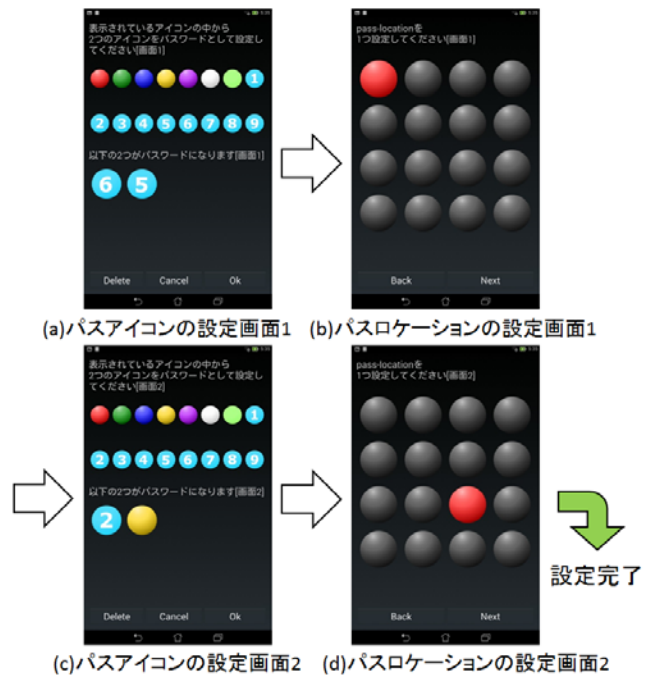 表示されているアイコンの中から
2つのアイコンをパスワードとして設定し
てください[画面1]
1
2 3 4 5 6 7 8 9
以下の2つがパスワードになります[画面1]
6 5
Delete Cancel Ok
(a)パスアイコンの設定画面1
pass-locationを
1つ設定してください[画面1]
Back Next
(b)パスロケーションの設定画面1
表示されているアイコンの中から
2つのアイコンをパスワードとして設定し
てください[画面2]
1
2 3 4 5 6 7 8 9
以下の2つがパスワードになります[画面2]
2
Delete Cancel Ok
(c)パスアイコンの設定画面2
pass-locationを
1つ設定してください[画面2]
Back Next
(d)パスロケーションの設定画面2
設定完了